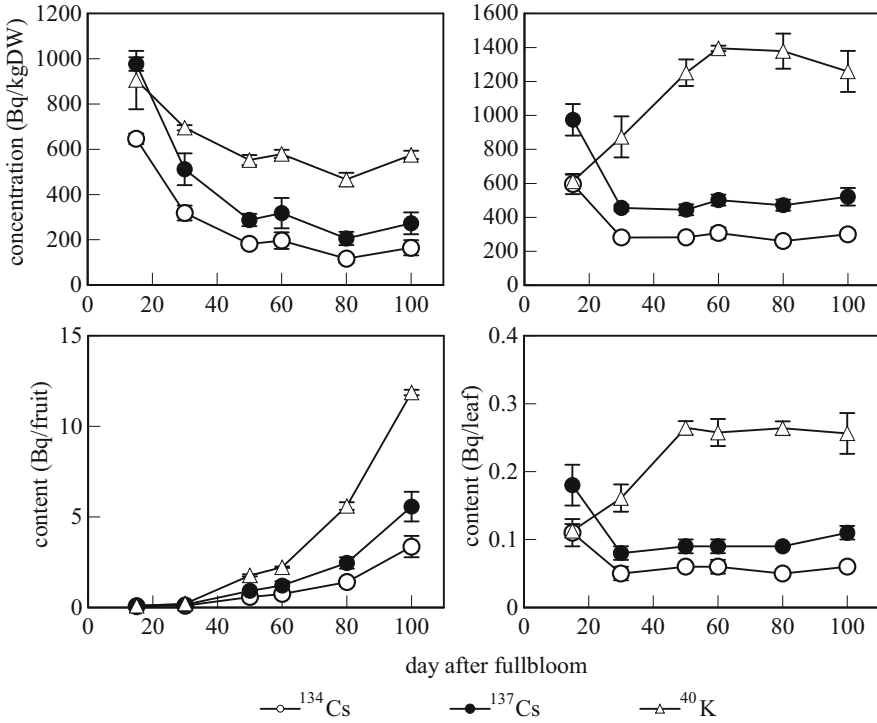 concentration (Bq/kgDW)
1200
1000
800
600
400
200
0
0 20 40 60 80 100
1600
1400
1200
1000
800
600
400
200
0
0 20 40 60 80 100
content (Bq/fruit)
15
10
5
0
0 20 40 60 80 100
content (Bq/leaf)
0.4
0.3
0.2
0.1
0
0 20 40 60 80 100
day after fullbloom
¹³⁴Cs ¹³⁷Cs ⁴⁰K